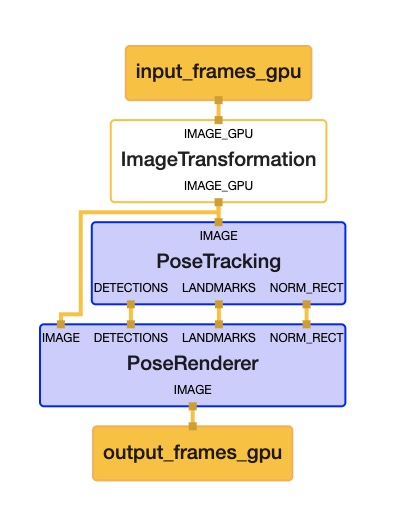 input_frames_gpu
IMAGE_GPU
ImageTransformation
IMAGE_GPU
IMAGE
PoseTracking
DETECTIONS LANDMARKS NORM_RECT
IMAGE DETECTIONS LANDMARKS NORM_RECT
PoseRenderer
IMAGE
output_frames_gpu